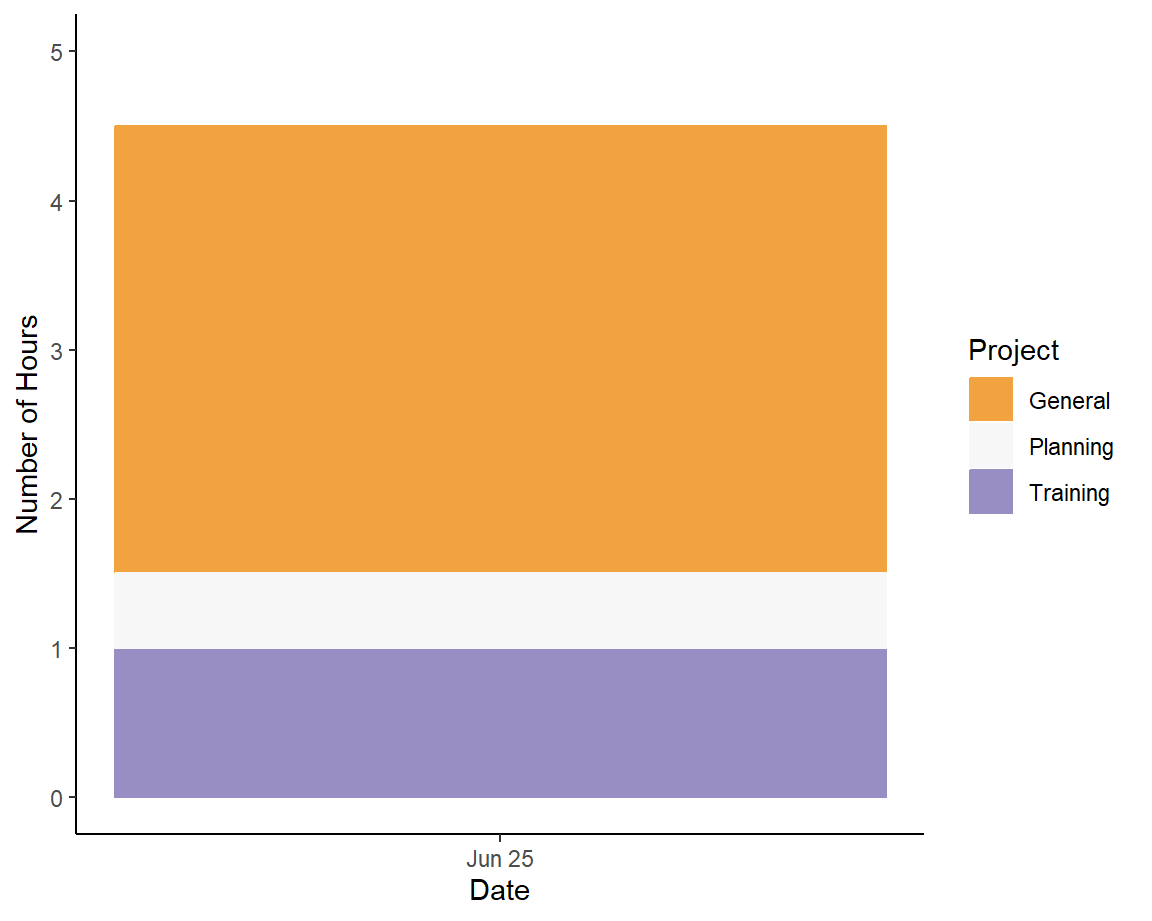 Number of Hours
5
4
3
2
1
0
Jun 25
Date
Project
General
Planning
Training